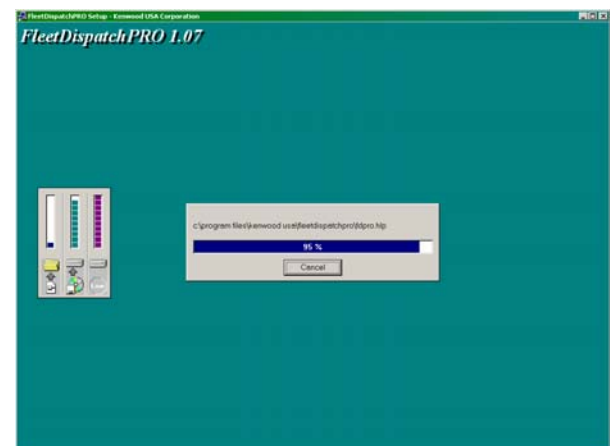 FleetDispatchPRO Setup - Kenwood USA Corporation
FleetDispatchPRO 1.07
c:\program files\kenwood usa\fleetdispatchpro\fdpro.hlp
95 %
Cancel